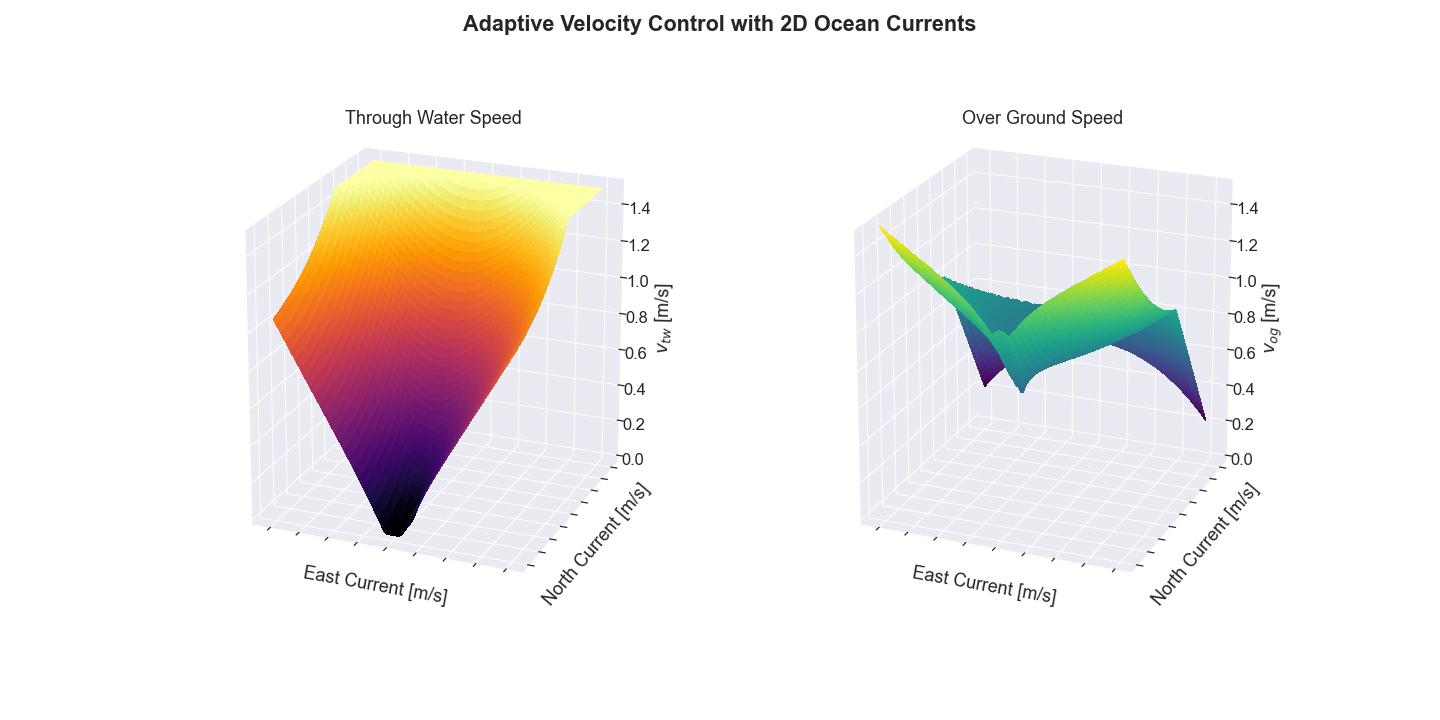 Adaptive Velocity Control with 2D Ocean Currents
Through Water Speed
1.4
1.2
1.0
0.8
0.6
0.4
0.2
0.0
v_tw [m/s]
North Current [m/s]
East Current [m/s]
Over Ground Speed
1.4
1.2
1.0
0.8
0.6
0.4
0.2
0.0
v_og [m/s]
North Current [m/s]
East Current [m/s]